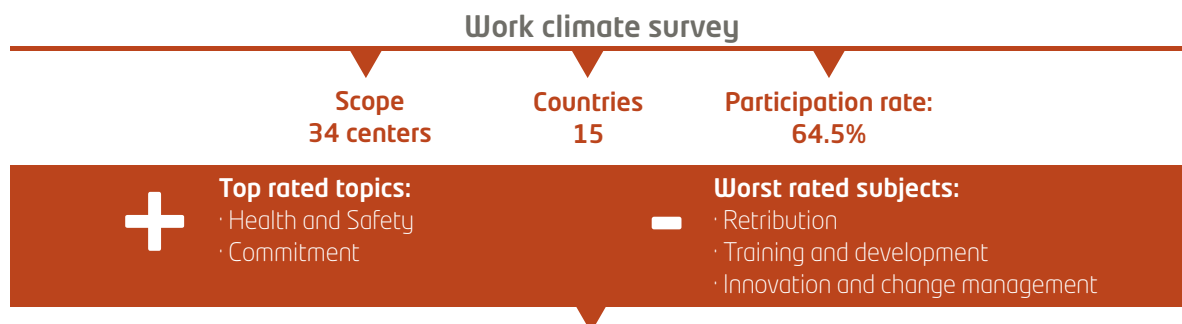 Work climate survey
Scope
34 centers
Countries
15
Participation rate:
64.5%
Top rated topics:
· Health and Safety
· Commitment
Worst rated subjects:
· Retribution
· Training and development
· Innovation and change management